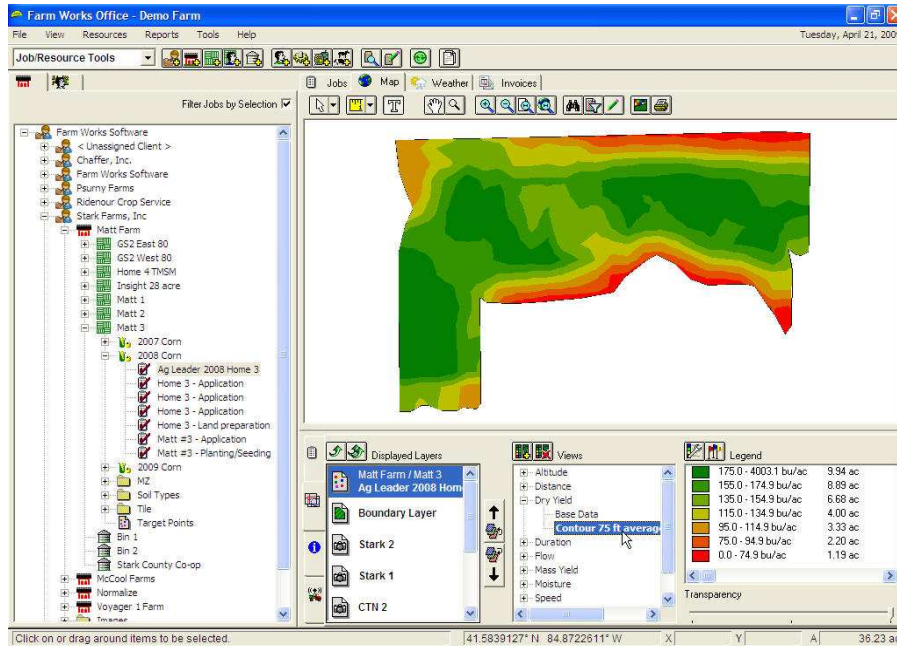 Farm Works Office - Demo Farm
File View Resources Reports Tools Help
Tuesday, April 21, 200
Job/Resource Tools
Jobs Map Weather Invoices
Filter Jobs by Selection
T
Farm Works Software
< Unassigned Client >
Chaffer, Inc.
Farm Works Software
Psurny Farms
Ridenour Crop Service
Stark Farms, Inc
Matt Farm
GS2 East 80
GS2 West 80
Home 4 TMSM
Insight 28 acre
Matt 1
Matt 2
Matt 3
2007 Corn
2008 Corn
Ag Leader 2008 Home 3
Home 3 - Application
Home 3 - Application
Home 3 - Application
Home 3 - Land preparation
Matt #3 - Application
Matt #3 - Planting/Seeding
2009 Corn
MZ
Soil Types
Tile
Target Points
Bin 1
Bin 2
Stark County Co-op
McCool Farms
Normalize
Voyager 1 Farm
Images
Displayed Layers
Matt Farm / Matt 3
Ag Leader 2008 Hom
Boundary Layer
Stark 2
Stark 1
CTN 2
Views
Altitude
Distance
Dry Yield
Base Data
Contour 75 ft averag
Duration
Flow
Mass Yield
Moisture
Speed
Legend
175.0 - 4003.1 bu/ac 9.94 ac
155.0 - 174.9 bu/ac 8.89 ac
135.0 - 154.9 bu/ac 6.68 ac
115.0 - 134.9 bu/ac 4.00 ac
95.0 - 114.9 bu/ac 3.33 ac
75.0 - 94.9 bu/ac 2.20 ac
0.0 - 74.9 bu/ac 1.19 ac
Transparency
Click on or drag around items to be selected.
41.5839127° N 84.8722611° W X Y A 36.23 ac